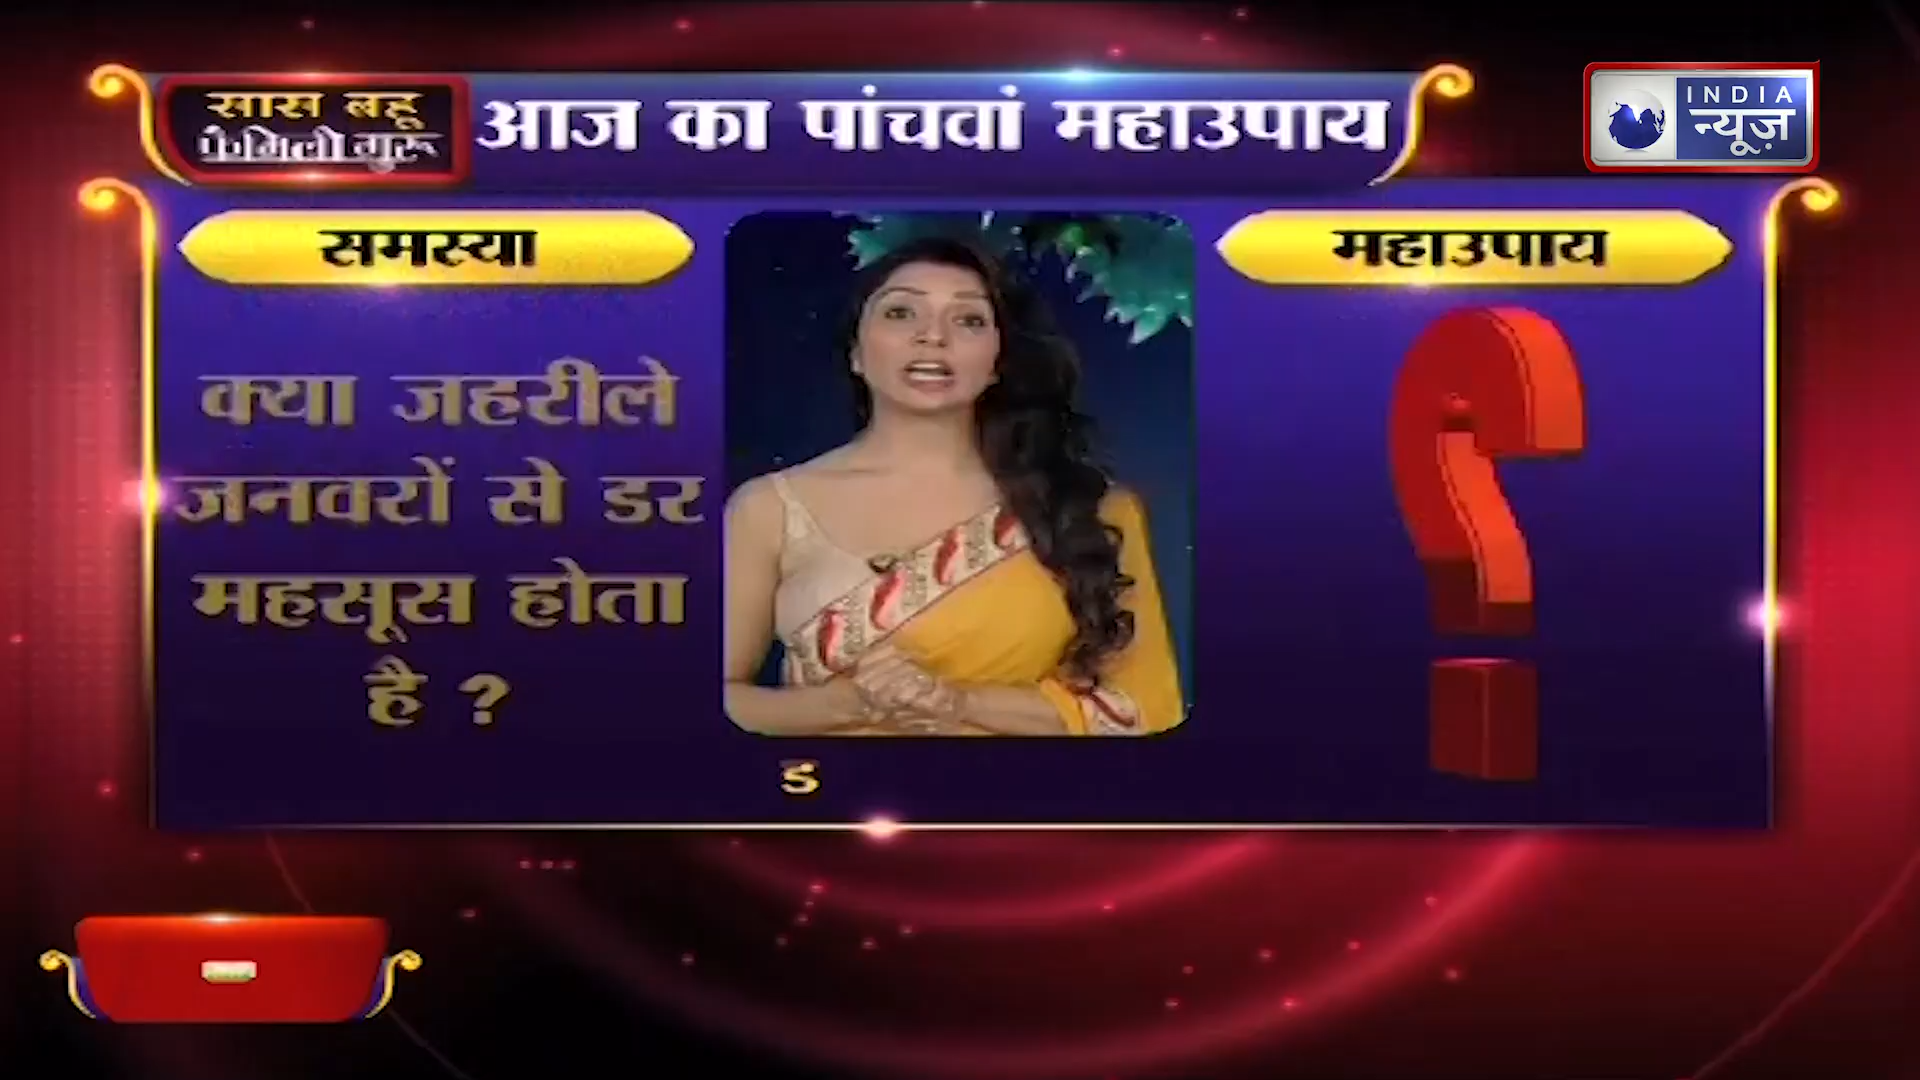 सास बहू
फैमिली गुरू
आज का पांचवा महाउपाय
INDIA
न्यूज़
समस्या
क्या जहरीले
जनवरों से डर
महसूस होता
है ?
महाउपाय
?